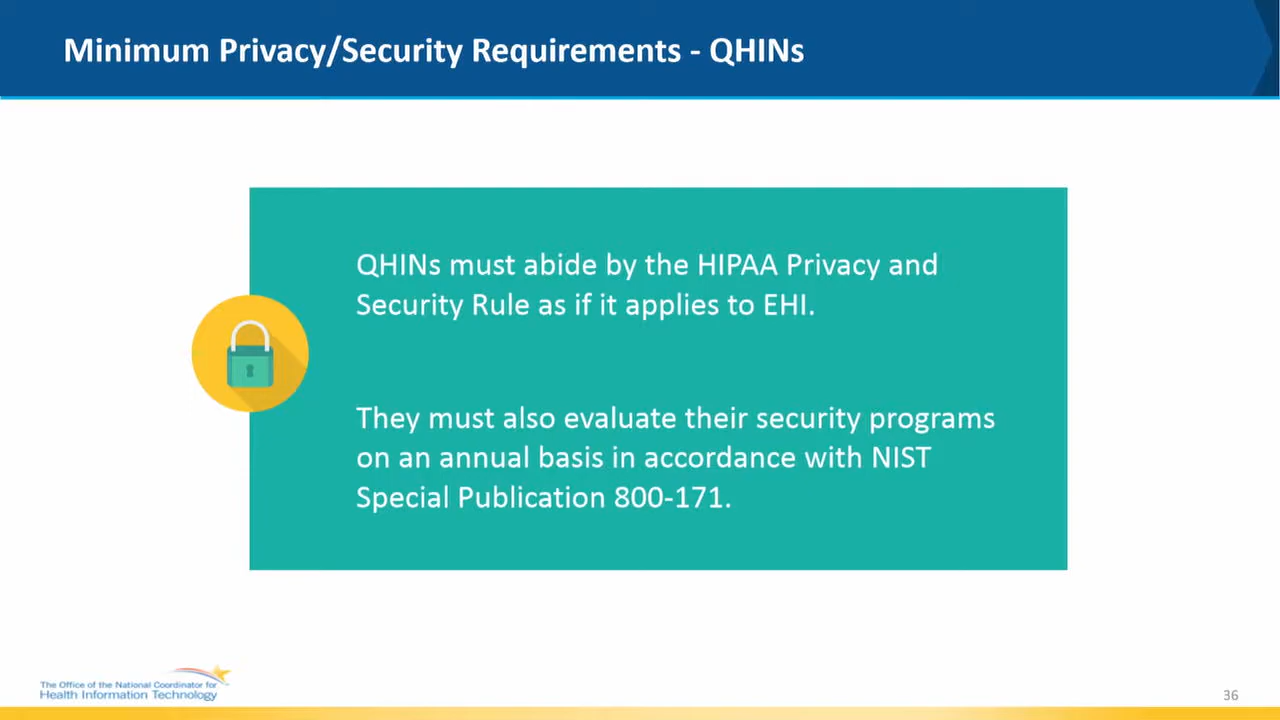 Minimum Privacy/Security Requirements - QHINs
QHINs must abide by the HIPAA Privacy and
Security Rule as if it applies to EHI.
They must also evaluate their security programs
on an annual basis in accordance with NIST
Special Publication 800-171.
The Office of the National Coordinator for
Health Information Technology
36